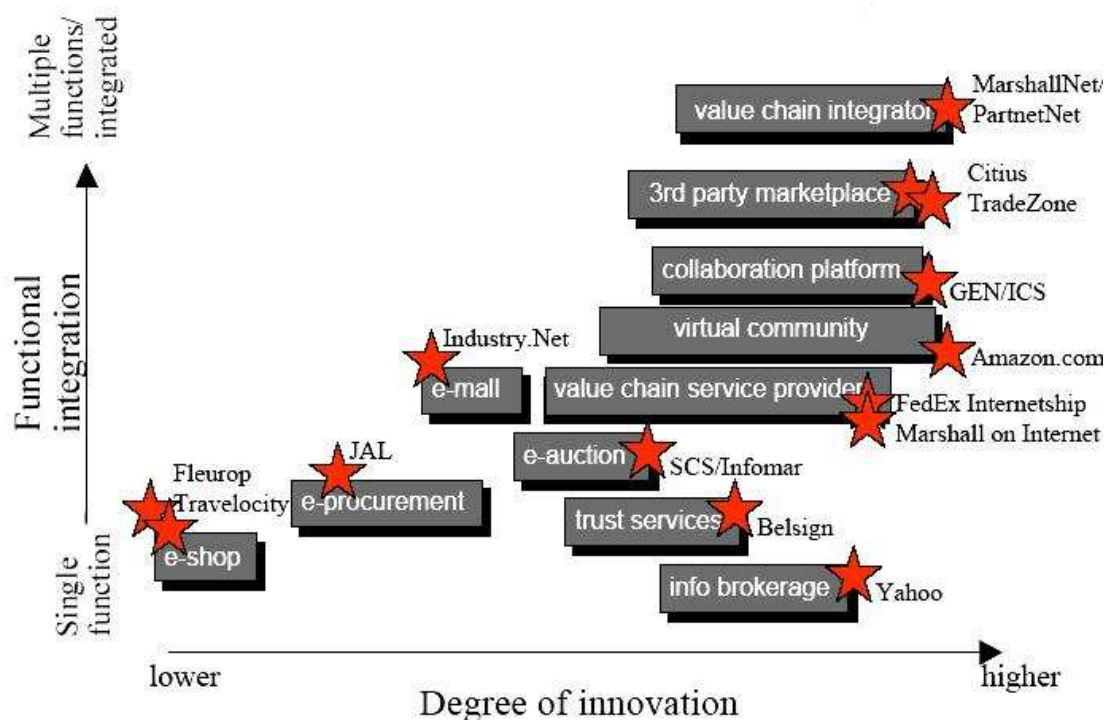 Multiple
functions/
integrated
MarshallNet/
PartnetNet
value chain integrator
3rd party marketplace
Citius
TradeZone
collaboration platform
GEN/ICS
virtual community
Amazon.com
Industry.Net
e-mall
value chain service provider
FedEx Internetship
Marshall on Internet
Functional
integration
e-auction
SCS/Infomar
JAL
e-procurement
Fleurop
Travelocity
e-shop
trust services
Belsign
info brokerage
Yahoo
Single
function
lower
higher
Degree of innovation